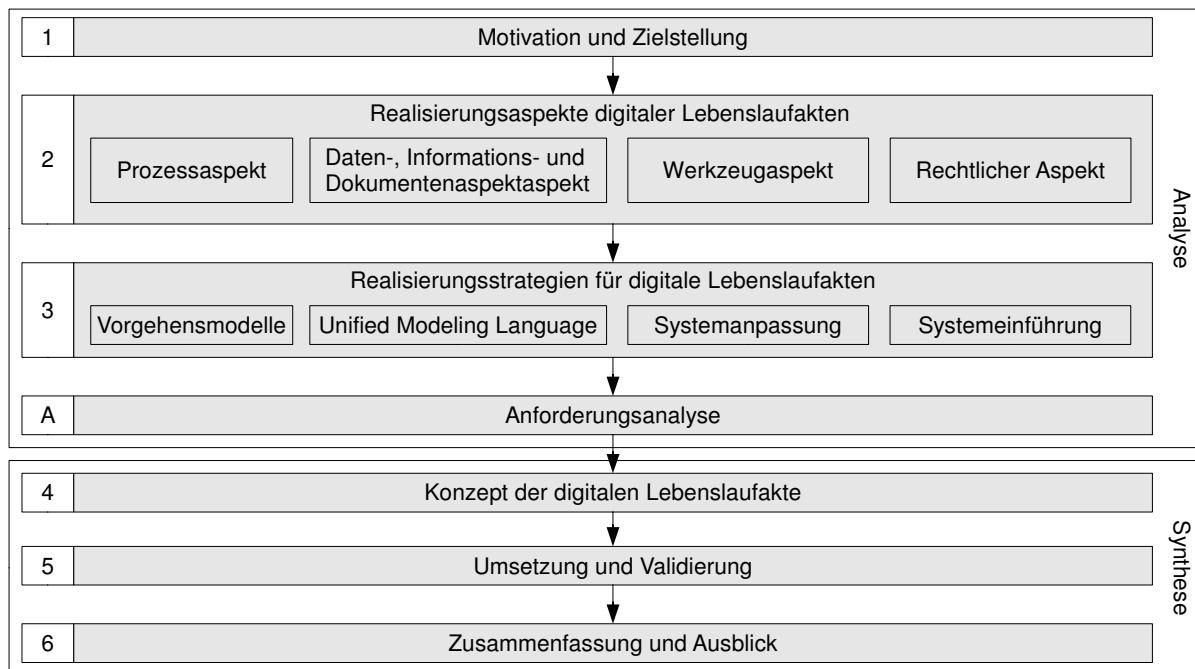 1
Motivation und Zielstellung
2
Realisierungsaspekte digitaler Lebenslaufakten
Prozessaspekt
Daten-, Informations- und
Dokumentenaspektaspekt
Werkzeugaspekt
Rechtlicher Aspekt
3
Realisierungsstrategien für digitale Lebenslaufakten
Vorgehensmodelle
Unified Modeling Language
Systemanpassung
Systemeinführung
A
Anforderungsanalyse
Analyse
4
Konzept der digitalen Lebenslaufakte
5
Umsetzung und Validierung
6
Zusammenfassung und Ausblick
Synthese